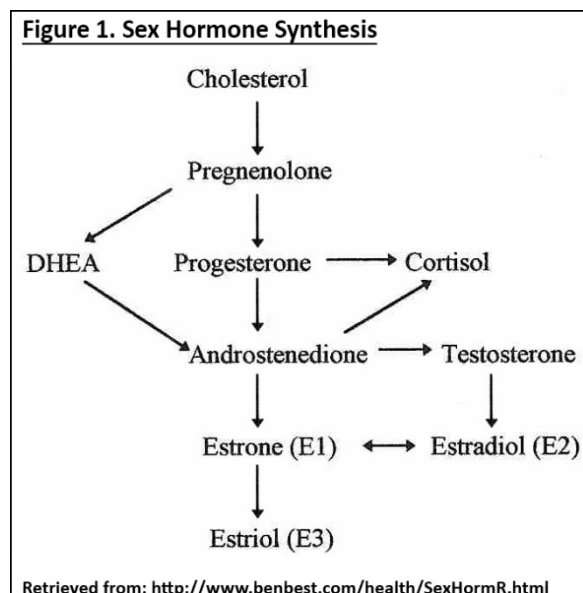 Figure 1. Sex Hormone Synthesis
Cholesterol
Pregnenolone
DHEA Progesterone Cortisol
Androstenedione Testosterone
Estrone (E1) Estradiol (E2)
Estriol (E3)
Retrieved from: http://www.benbest.com/health/SexHormR.html